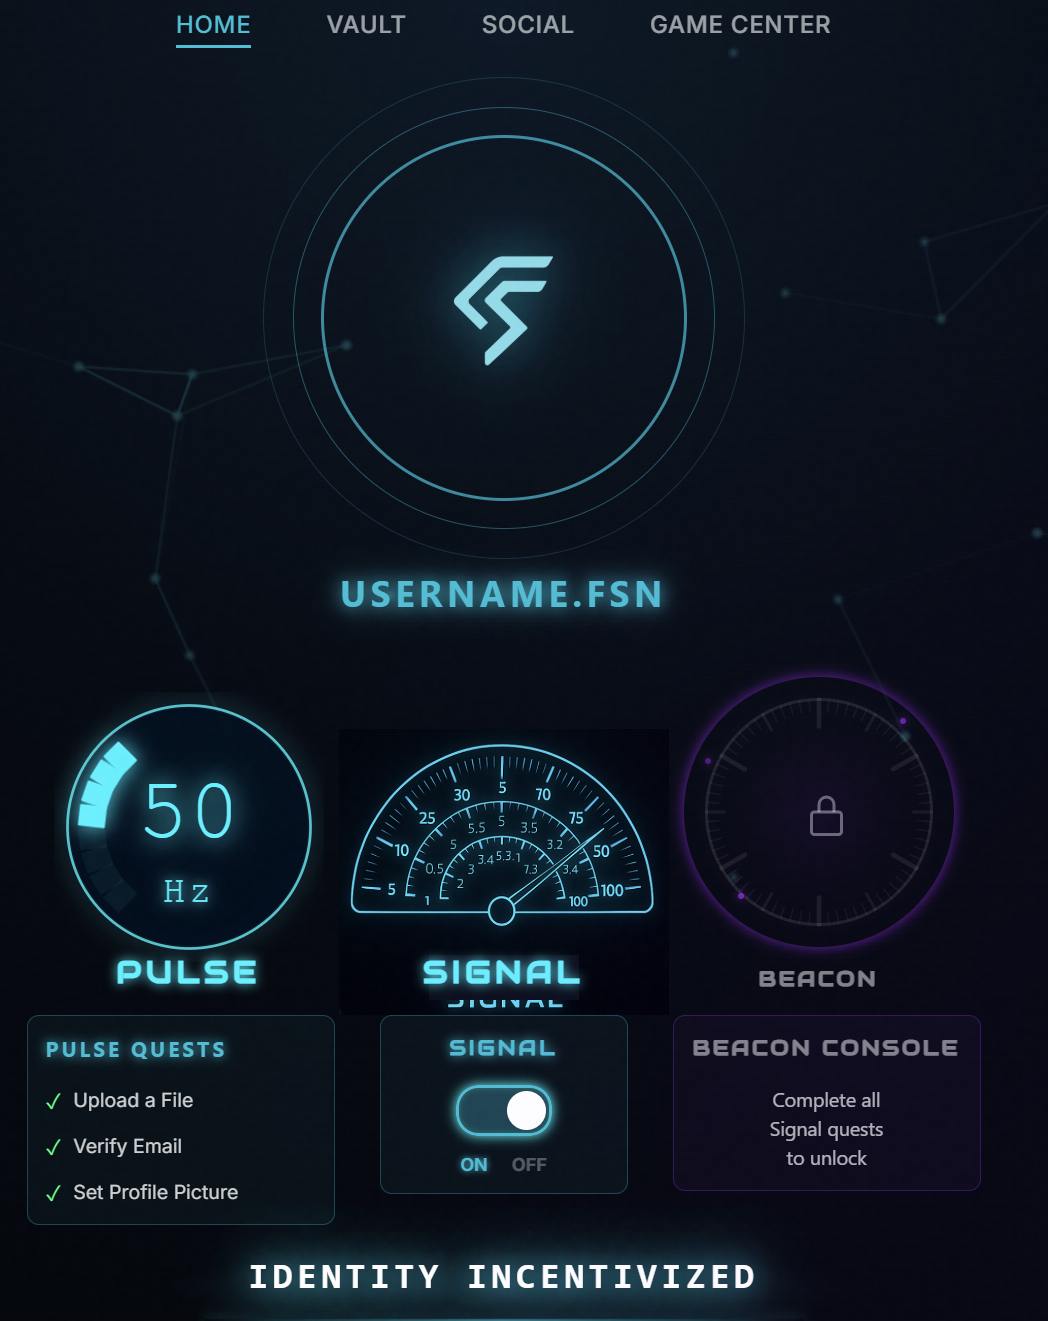 HOME VAULT SOCIAL GAME CENTER
USERNAME.FSN
50
Hz
PULSE
5 10 25 30 5 70 75 50 100
1 0.5 5 5.5 5 3.5 3.2 3.4 100
2 3 3.4 5.3.1 7.3
SIGNAL
SIGNAL
BEACON
PULSE QUESTS
✓ Upload a File
✓ Verify Email
✓ Set Profile Picture
SIGNAL
ON OFF
BEACON CONSOLE
Complete all
Signal quests
to unlock
IDENTITY INCENTIVIZED